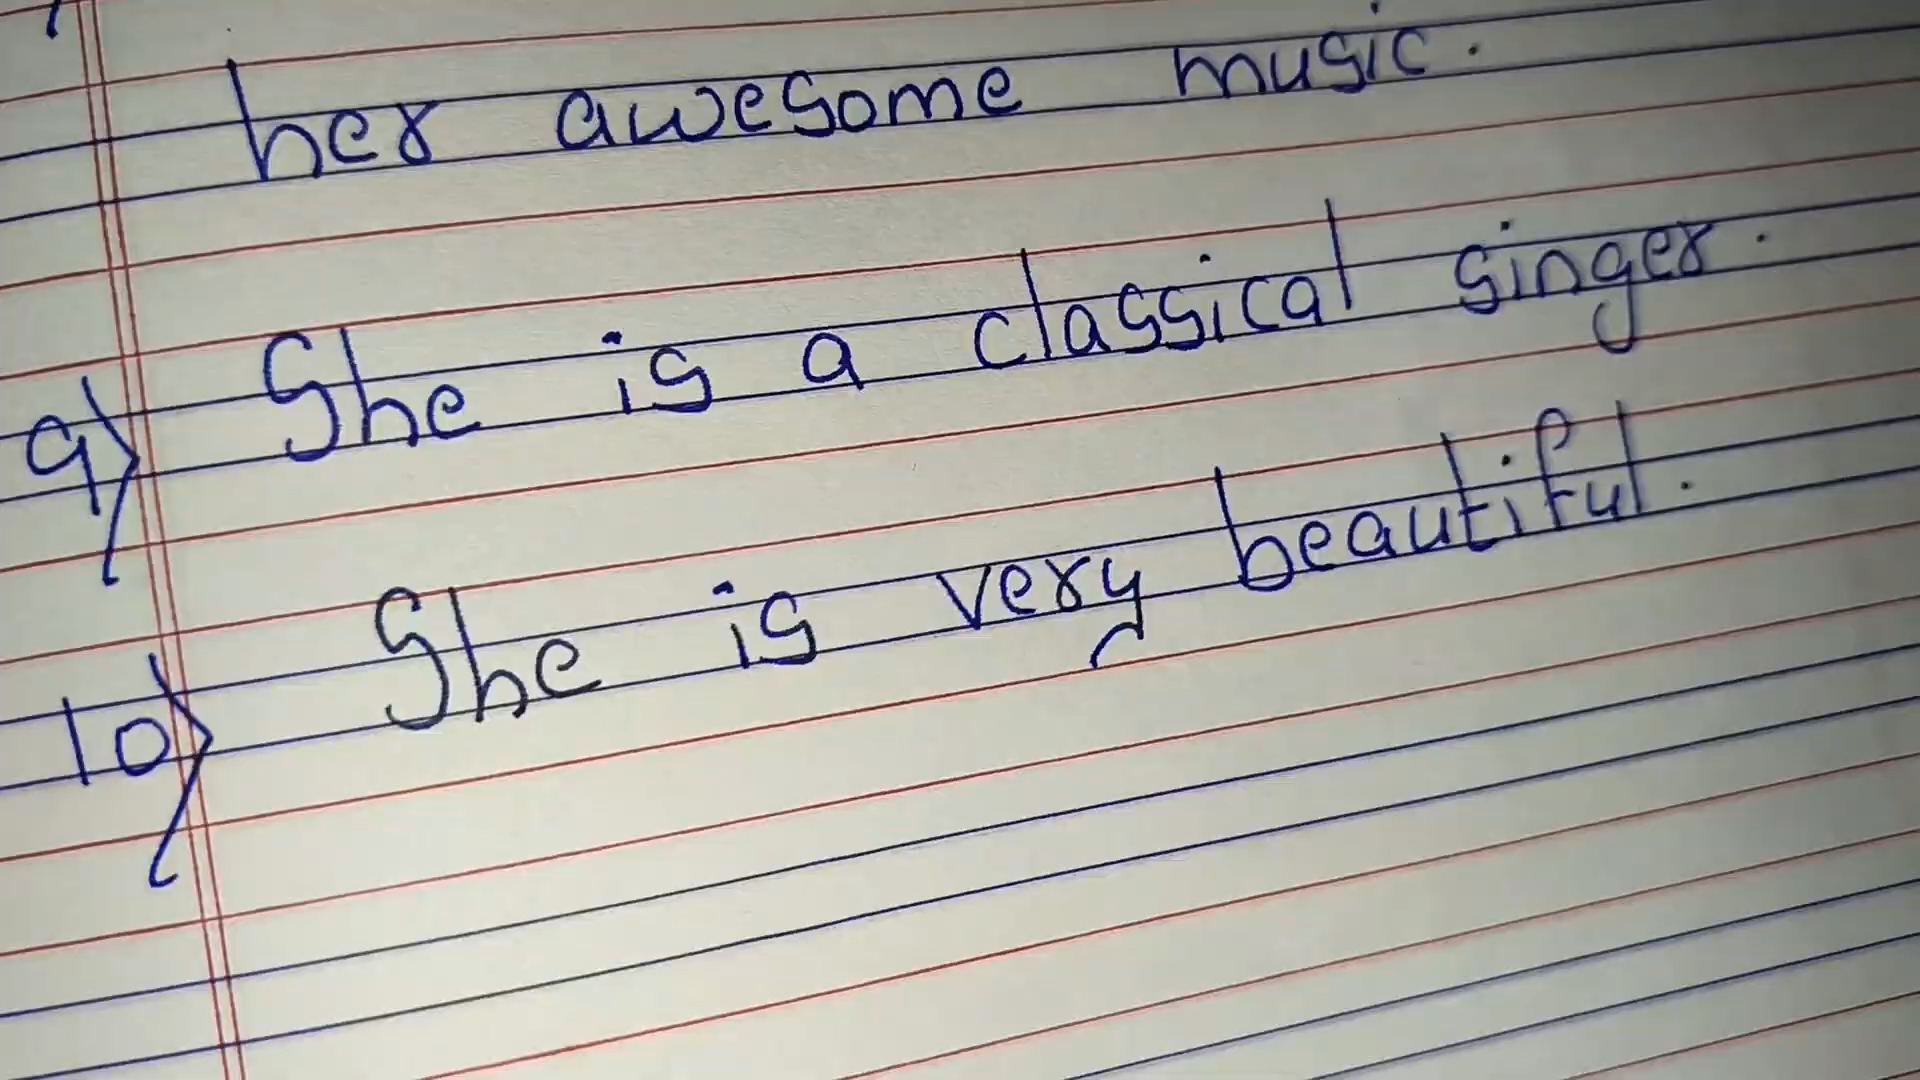 her awesome music.
9) She is a classical singer.
10) She is very beautiful.